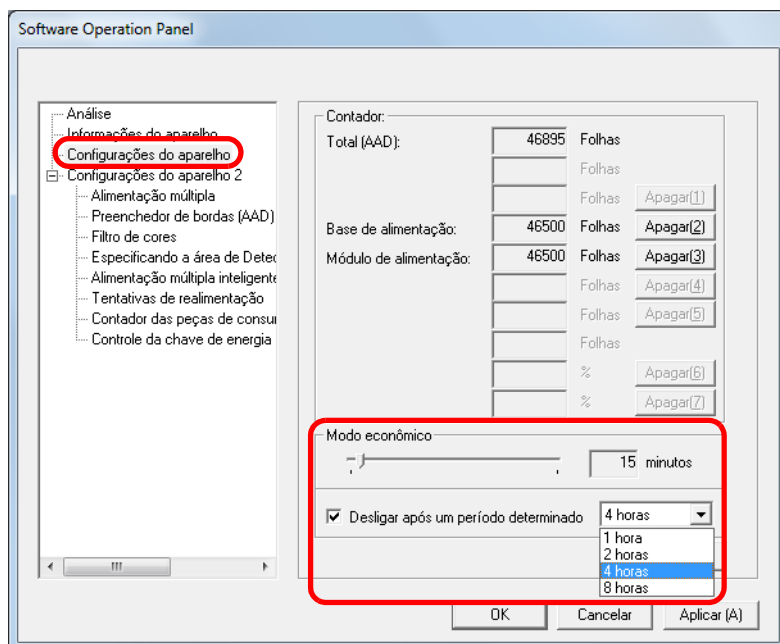 Software Operation Panel
Análise
Informações do aparelho
Configurações do aparelho
Configurações do aparelho 2
Alimentação múltipla
Preenchedor de bordas (AAD)
Filtro de cores
Especificando a área de Detec
Alimentação múltipla inteligente
Tentativas de realimentação
Contador das peças de consu
Controle da chave de energia
Contador:
Total (AAD): 46895 Folhas
Folhas
Folhas Apagar(1)
Base de alimentação: 46500 Folhas Apagar(2)
Módulo de alimentação: 46500 Folhas Apagar(3)
Folhas Apagar(4)
Folhas Apagar(5)
Folhas
% Apagar(6)
% Apagar(7)
Modo econômico
15 minutos
Desligar após um período determinado 4 horas
1 hora
2 horas
4 horas
8 horas
OK Cancelar Aplicar (A)